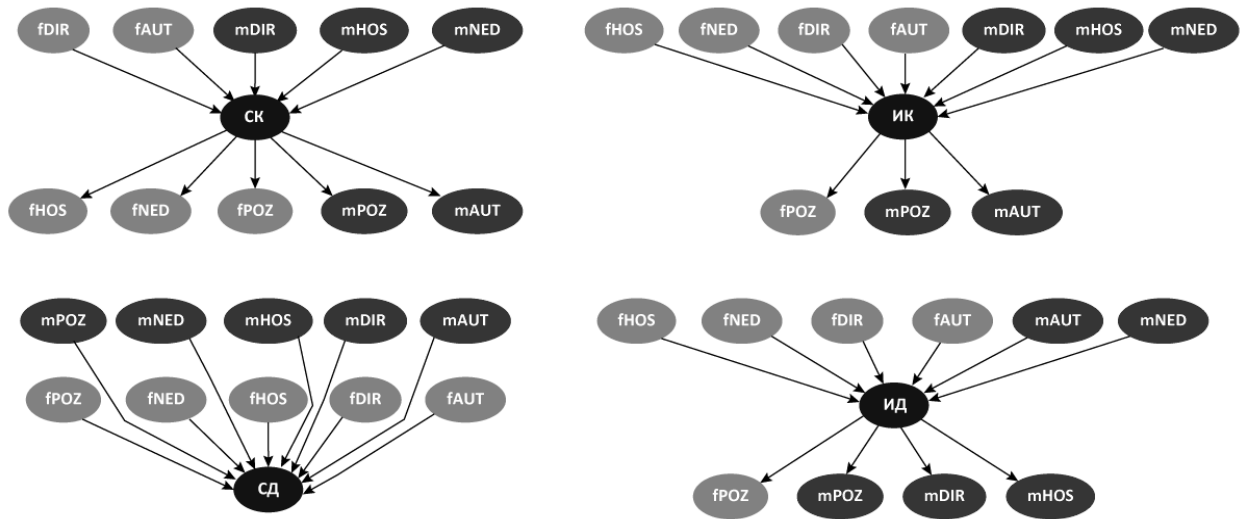 fDIR fAUT mDIR mHOS mNED
СК
fHOS fNED fPOZ mPOZ mAUT
fHOS fNED fDIR fAUT mDIR mHOS mNED
ИК
fPOZ mPOZ mAUT
mPOZ mNED mHOS mDIR mAUT
fPOZ fNED fHOS fDIR fAUT
СД
fHOS fNED fDIR fAUT mAUT mNED
ИД
fPOZ mPOZ mDIR mHOS